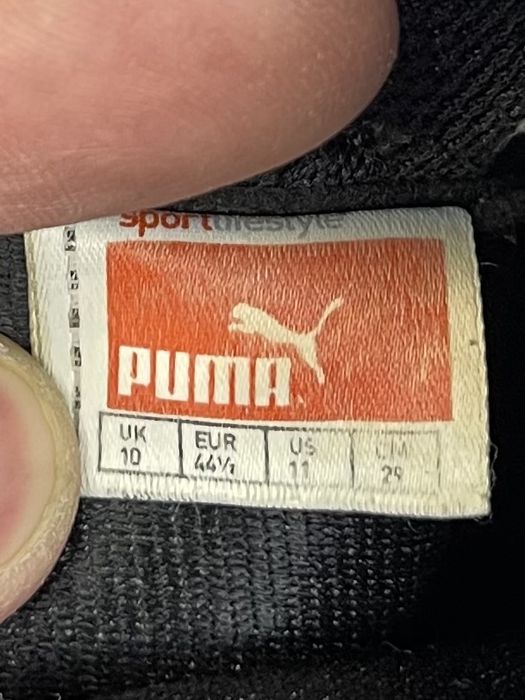 sportlifestyle
PUMA
UK EUR US CM
10 44½ 11 29